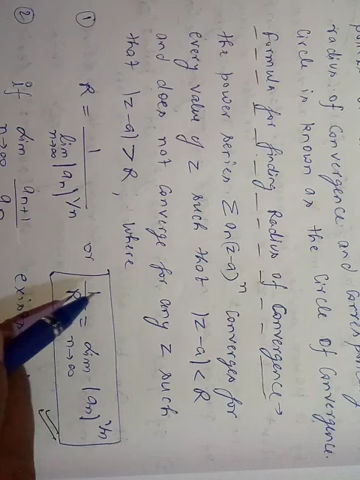 radius of Convergence and Corresponding
Circle is known as the Circle of Convergence.
Formula for finding Radius of Convergence →
the power series Σ an(z-a)^n Converges for
every value of z such that |z-a| < R
and does not Converge for any z such
that |z-a| > R, where
① R = 1 / lim n→∞ |an|^1/n or = lim n→∞ (an)^1/n
② If lim n→∞ an+1 / an